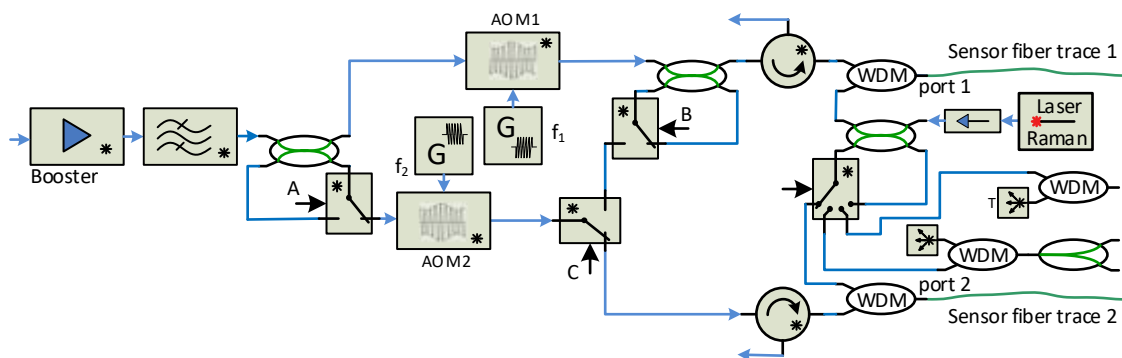 AOM1
Sensor fiber trace 1
WDM
port 1
Laser
Raman
G
f1
B
G
f2
Booster
A
WDM
T
AOM2
C
WDM
port 2
WDM
Sensor fiber trace 2